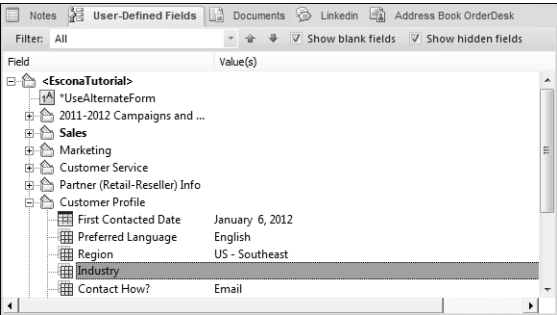 Notes User-Defined Fields Documents Linkedin Address Book OrderDesk
Filter: All Show blank fields Show hidden fields
Field Value(s)
<EsconaTutorial>
*UseAlternateForm
2011-2012 Campaigns and ...
Sales
Marketing
Customer Service
Partner (Retail-Reseller) Info
Customer Profile
First Contacted Date January 6, 2012
Preferred Language English
Region US - Southeast
Industry
Contact How? Email